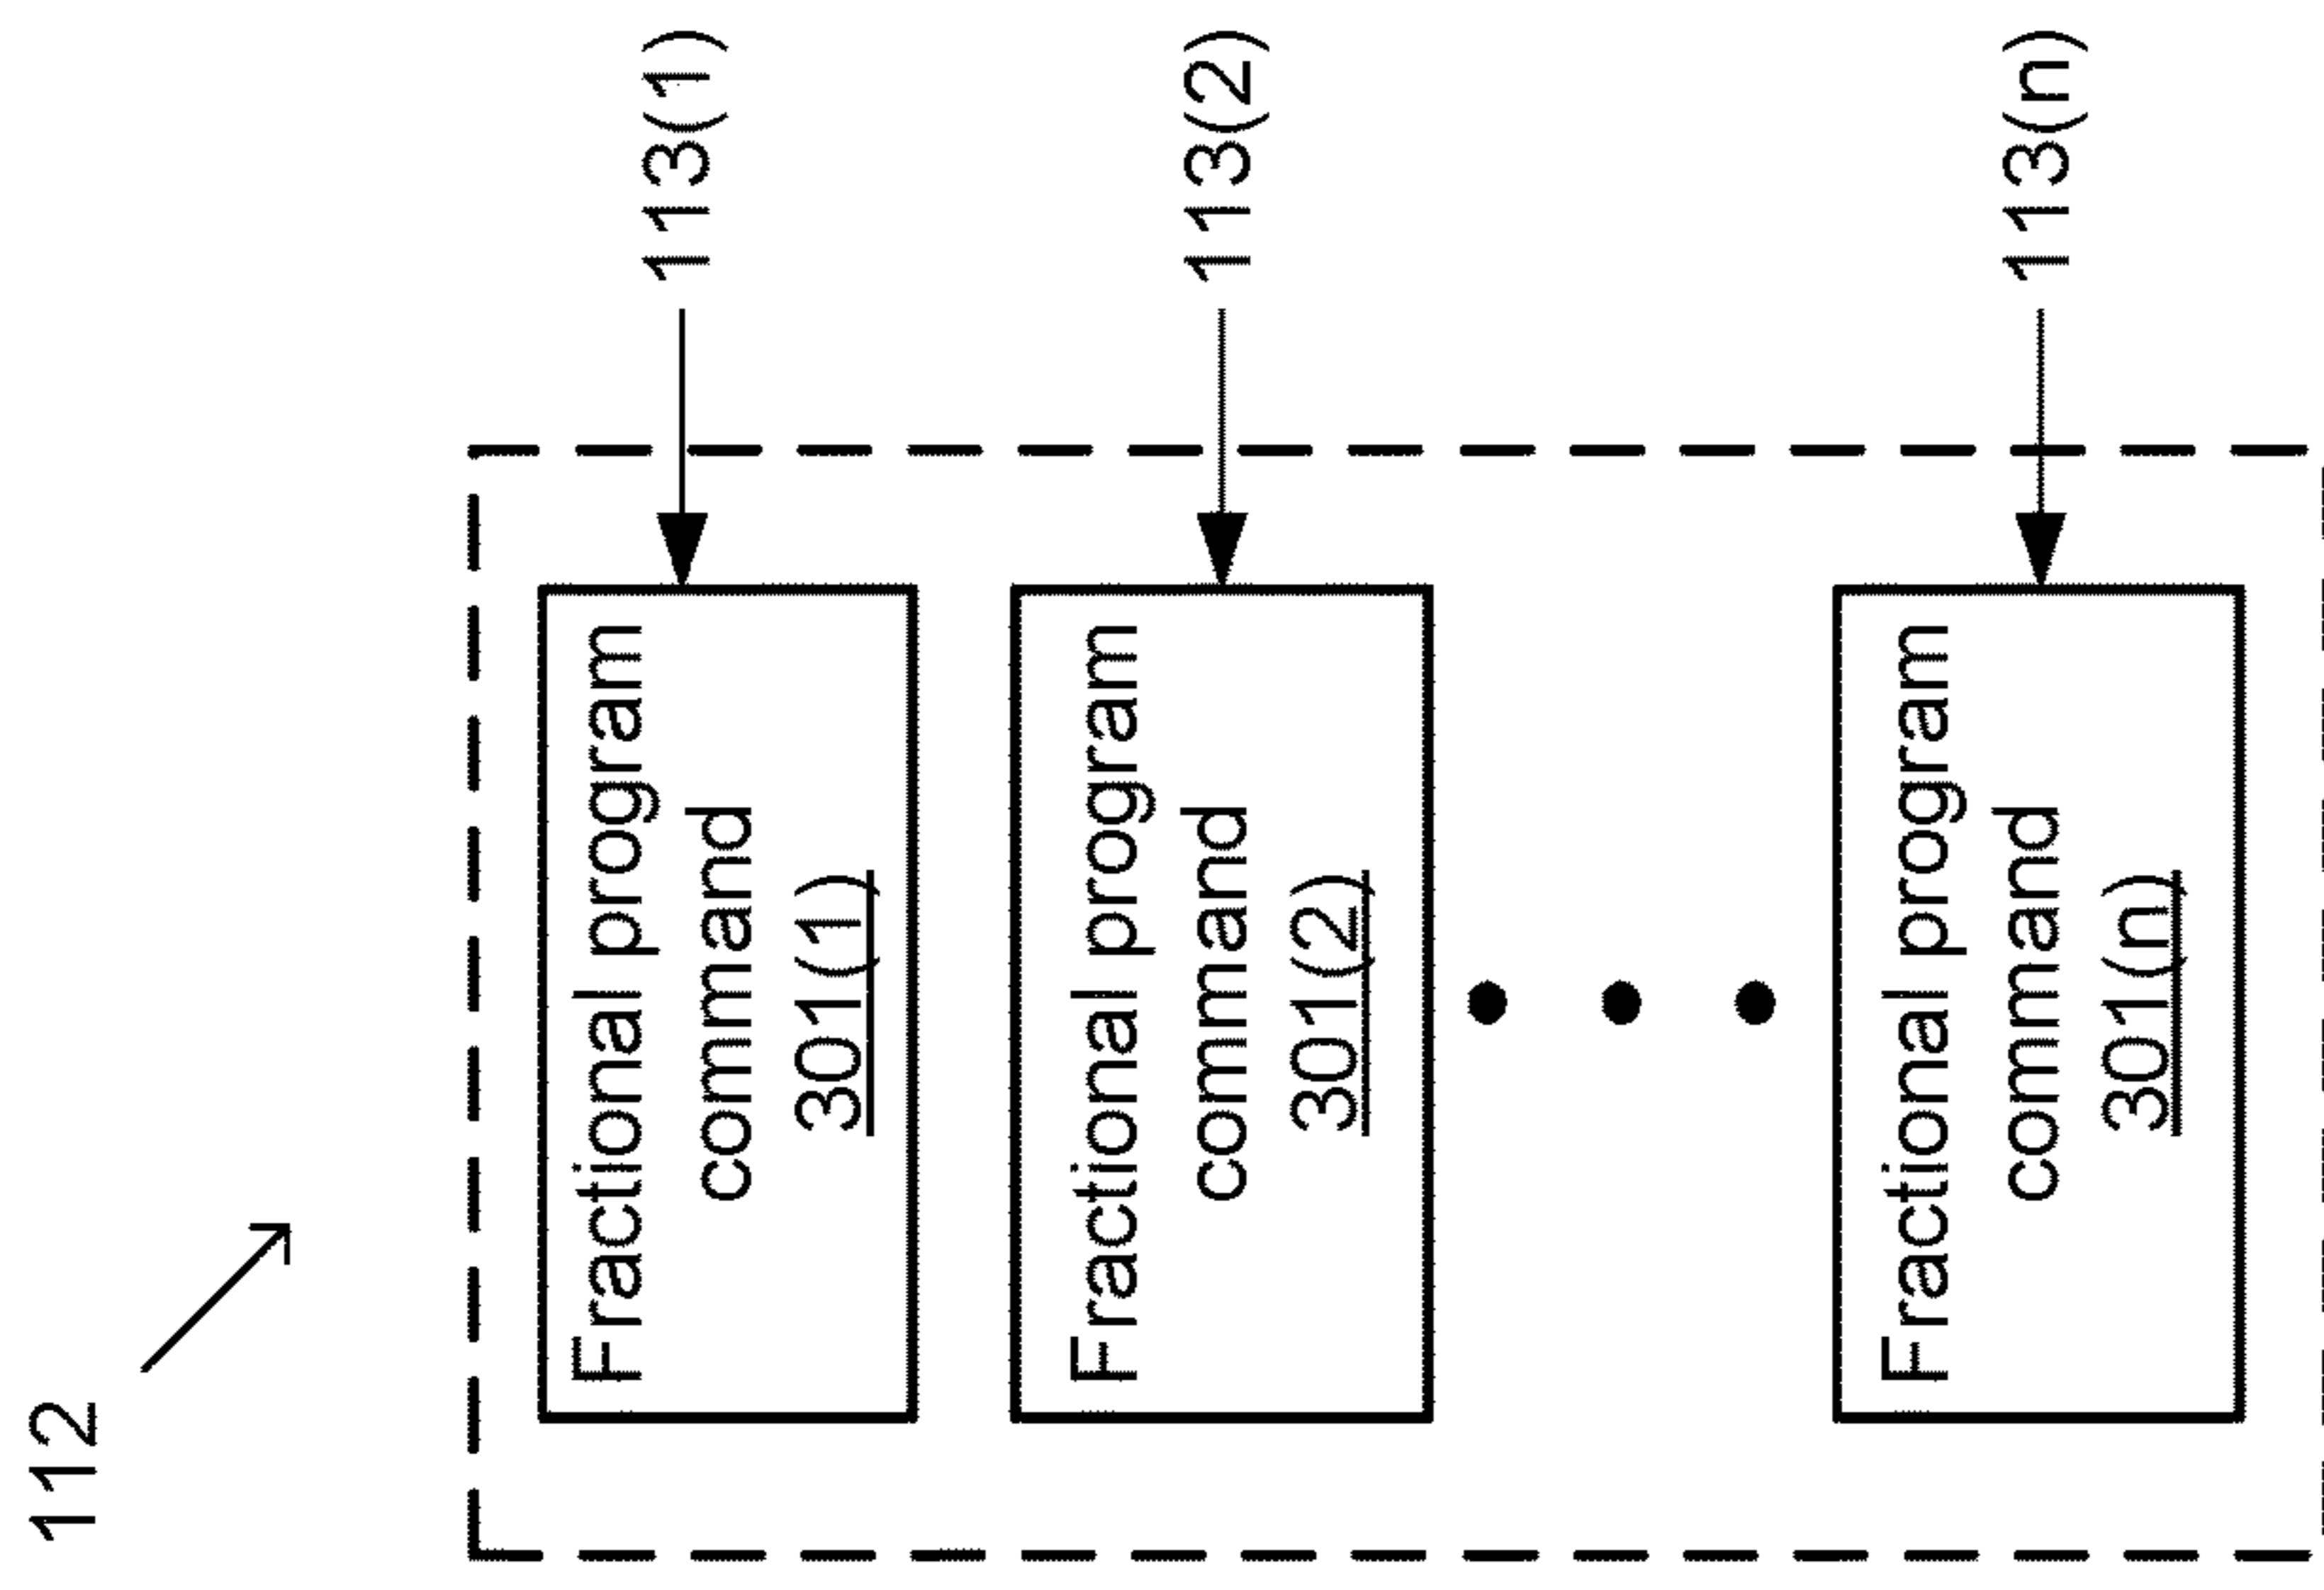 112
Fractional program
command
301(1)
113(1)
Fractional program
command
301(2)
113(2)
Fractional program
command
301(n)
113(n)